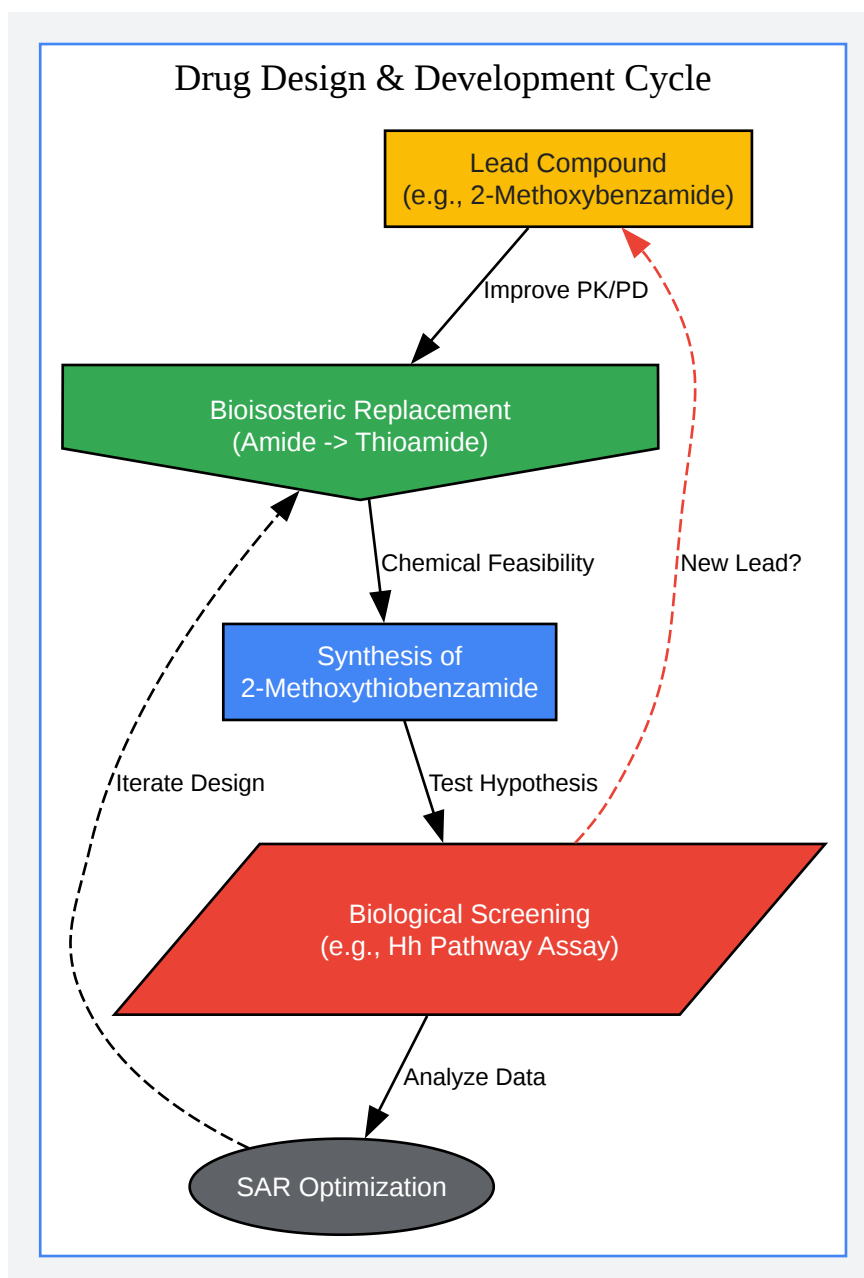 Drug Design & Development Cycle
Lead Compound
(e.g., 2-Methoxybenzamide)
Improve PK/PD
Bioisosteric Replacement
(Amide -> Thioamide)
Chemical Feasibility
New Lead?
Synthesis of
2-Methoxythiobenzamide
Iterate Design
Test Hypothesis
Biological Screening
(e.g., Hh Pathway Assay)
Analyze Data
SAR Optimization